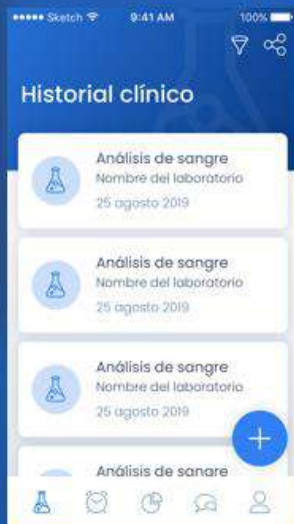 Sketch 9:41 AM 100%
Historial clínico
Análisis de sangre
Nombre del laboratorio
25 agosto 2019
Análisis de sangre
Nombre del laboratorio
25 agosto 2019
Análisis de sangre
Nombre del laboratorio
25 agosto 2019
Análisis de sangre